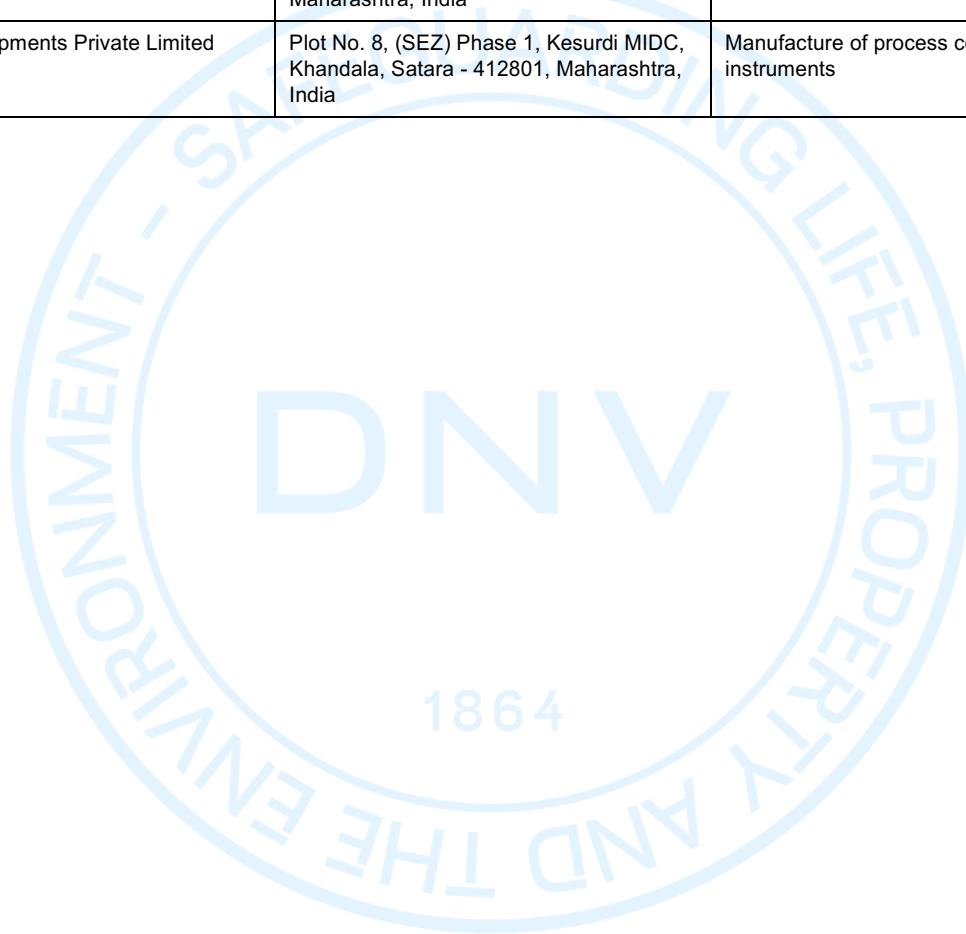 Maharashtra, India
pments Private Limited
Plot No. 8, (SEZ) Phase 1, Kesurdi MIDC,
Khandala, Satara - 412801, Maharashtra,
India
Manufacture of process c
instruments
SAFEGUARDING LIFE, PROPERTY AND THE ENVIRONMENT -
DNV
1864